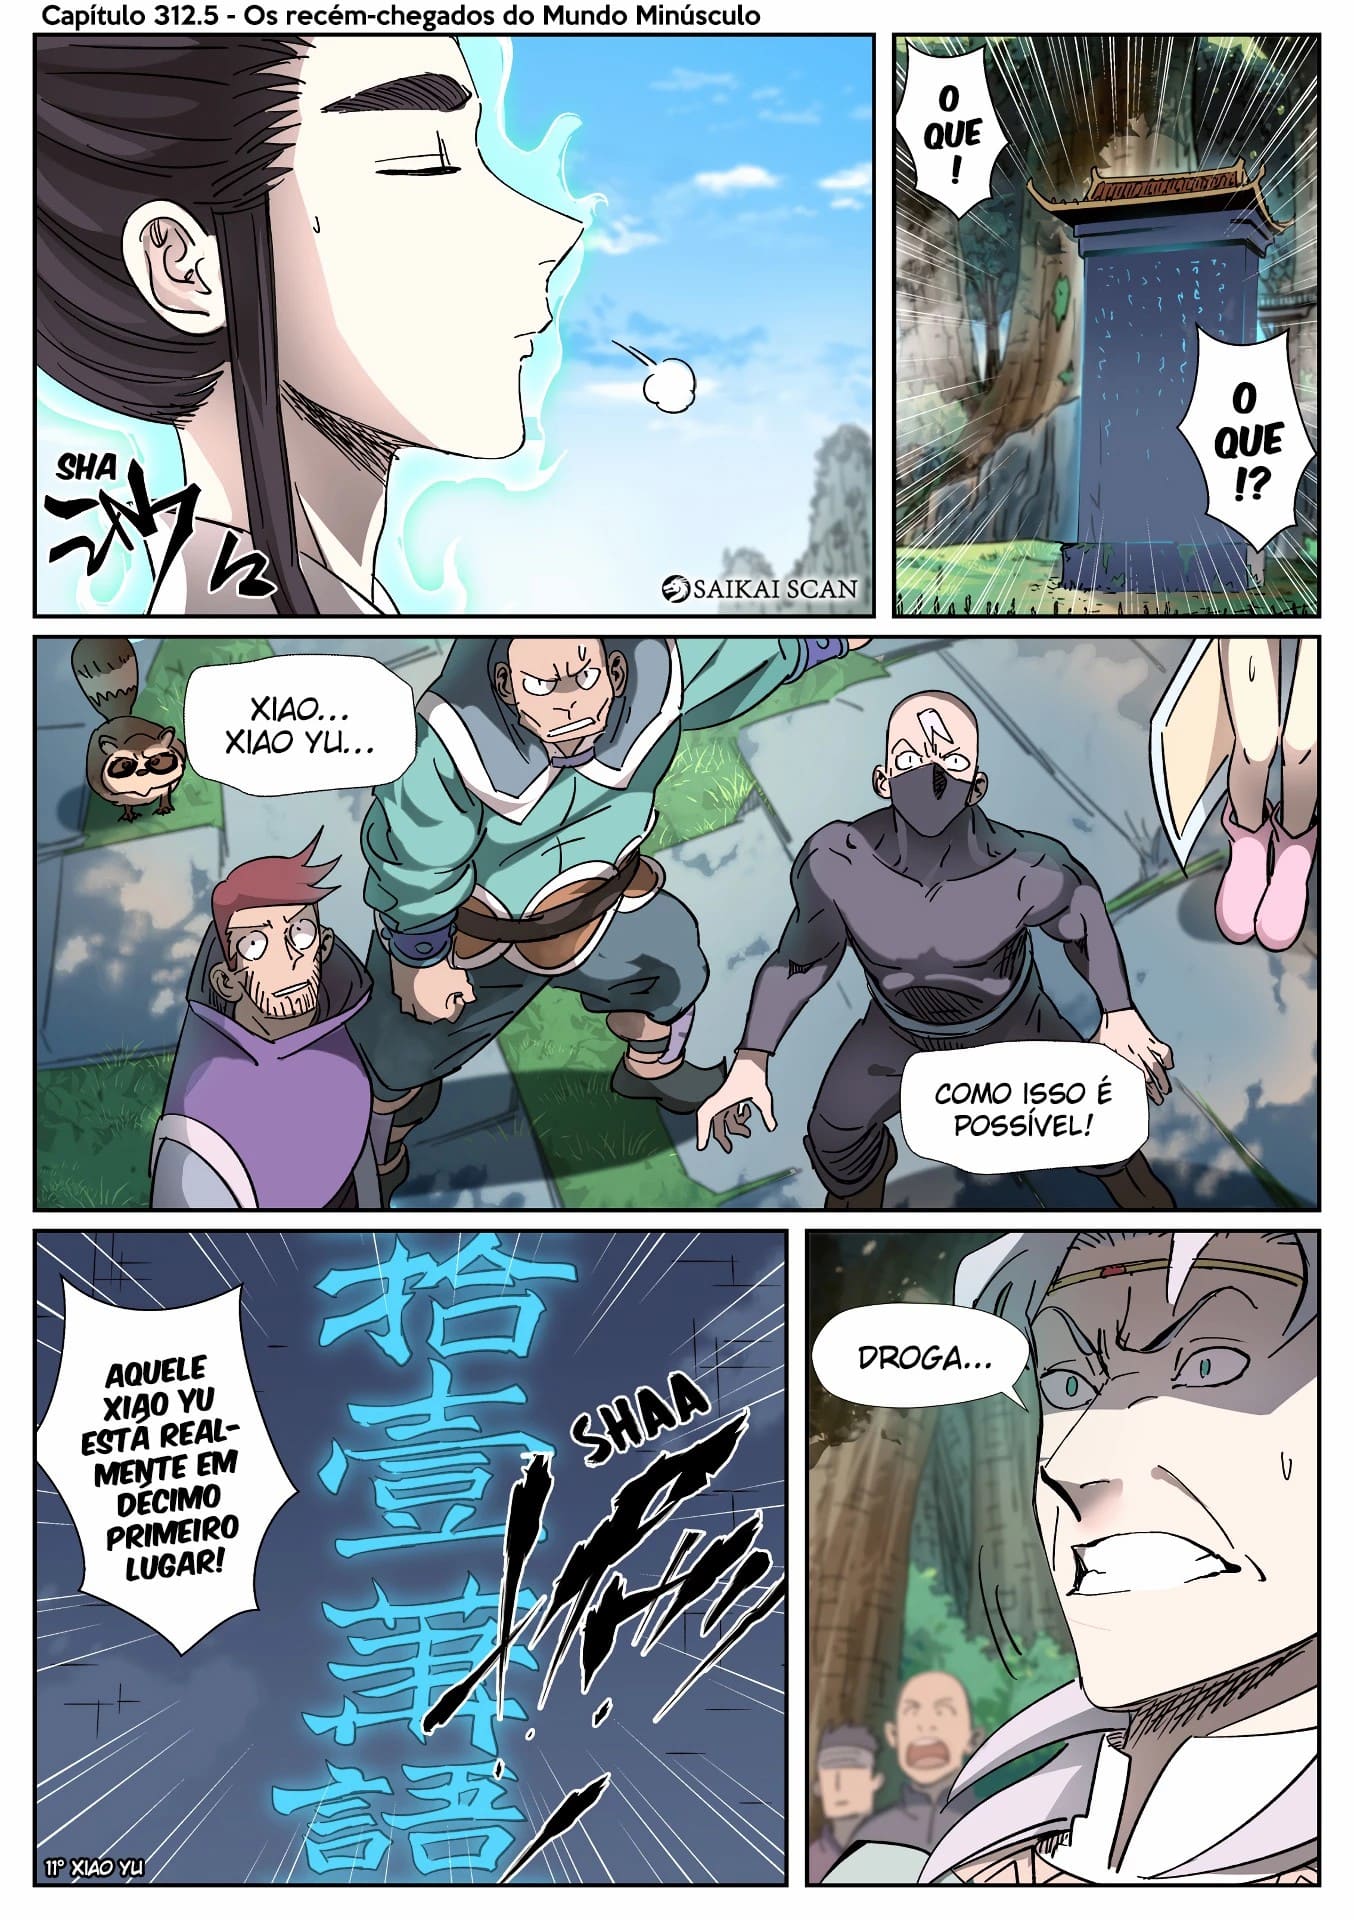 Capítulo 312.5 - Os recém-chegados do Mundo Minúsculo
O
QUE
!
O
QUE
!?
SHA
SAIKAI SCAN
XIAO...
XIAO YU...
COMO ISSO É
POSSÍVEL!
AQUELE
XIAO YU
ESTÁ REAL-
MENTE EM
DÉCIMO
PRIMEIRO
LUGAR!
拾
壹
蕭
語
SHAA
11° XIAO YU
DROGA...